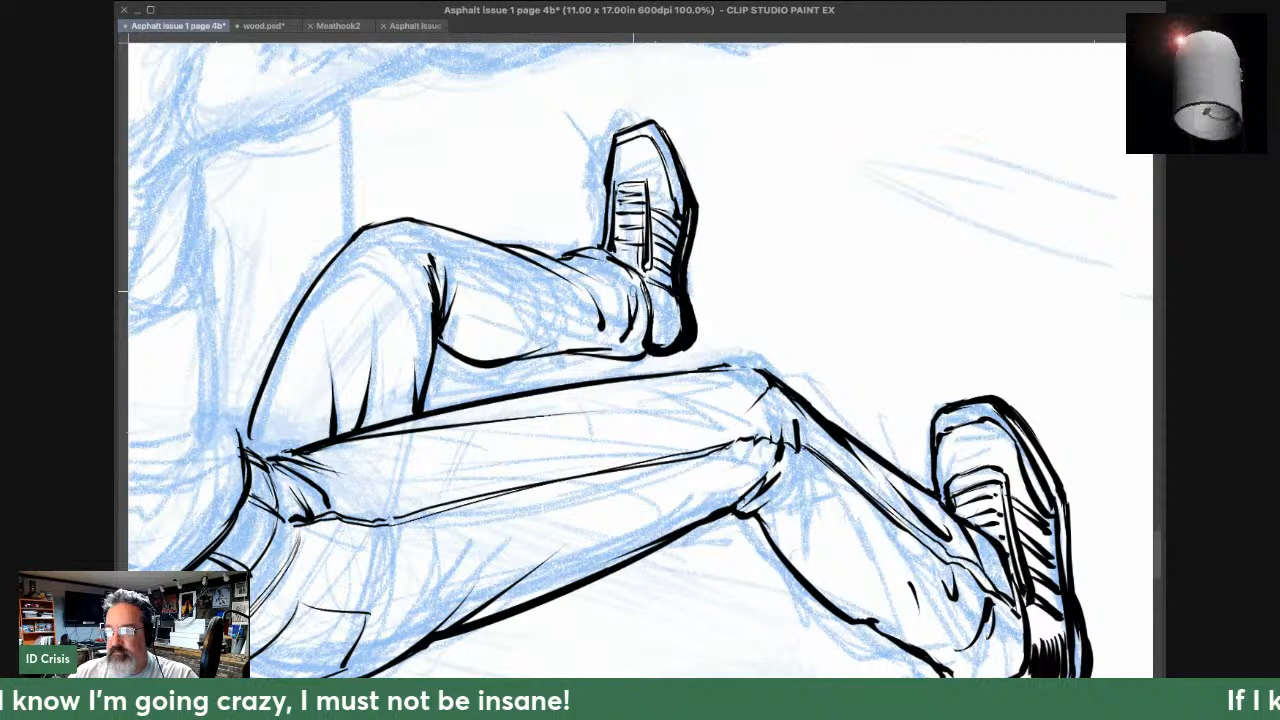 Asphalt issue 1 page 4b* (11.00 x 17.00in 600dpi 100.0%) - CLIP STUDIO PAINT EX
Asphalt issue 1 page 4b* wood.psd* Meathook2 Asphalt issue
ID Crisis
I know I'm going crazy, I must not be insane! If I k